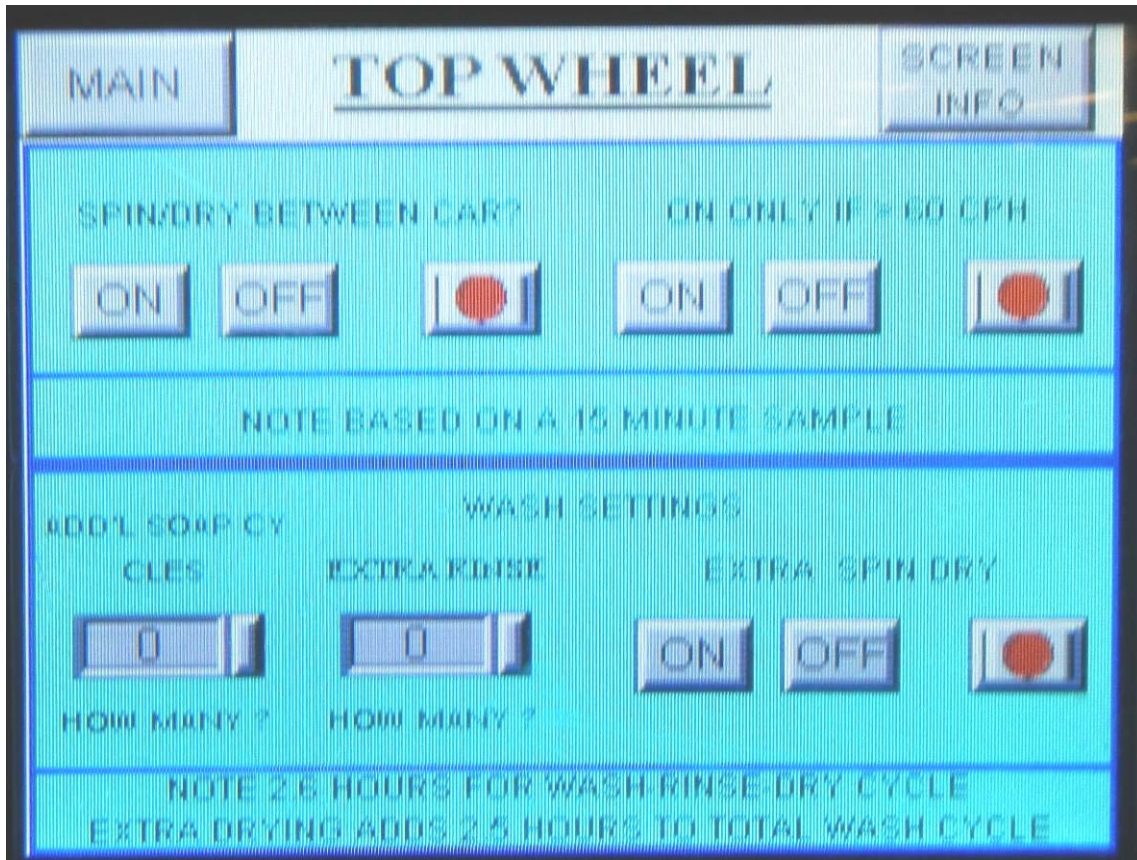 MAIN
TOP WHEEL
SCREEN
INFO
SPIN/DRY BETWEEN CAR?
ON ONLY IF > 60 CPH
ON OFF
ON OFF
NOTE BASED ON A 15 MINUTE SAMPLE
WASH SETTINGS
ADD'L SOAP CY
CLES
EXTRA RINSE
EXTRA SPIN DRY
0
0
ON OFF
HOW MANY ?
HOW MANY ?
NOTE 2.6 HOURS FOR WASH-RINSE-DRY CYCLE
EXTRA DRYING ADDS 2.5 HOURS TO TOTAL WASH CYCLE